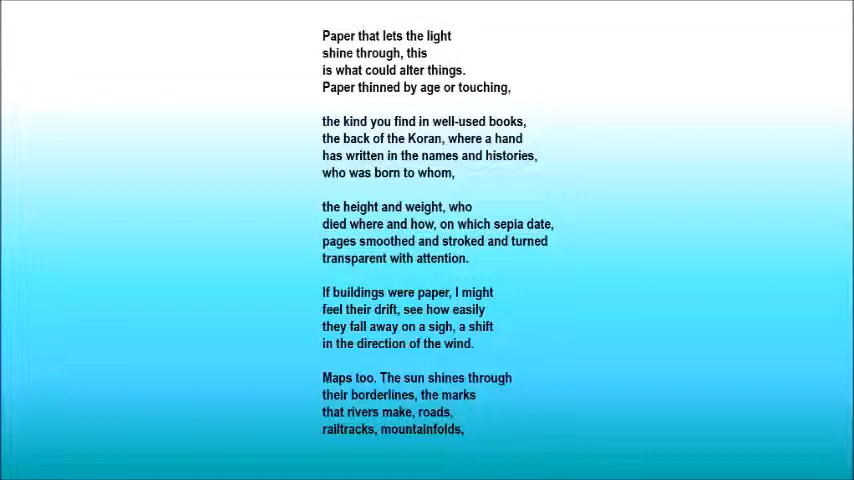 Paper that lets the light
shine through, this
is what could alter things.
Paper thinned by age or touching,

the kind you find in well-used books,
the back of the Koran, where a hand
has written in the names and histories,
who was born to whom,

the height and weight, who
died where and how, on which sepia date,
pages smoothed and stroked and turned
transparent with attention.

If buildings were paper, I might
feel their drift, see how easily
they fall away on a sigh, a shift
in the direction of the wind.

Maps too. The sun shines through
their borderlines, the marks
that rivers make, roads,
railtracks, mountainfolds,